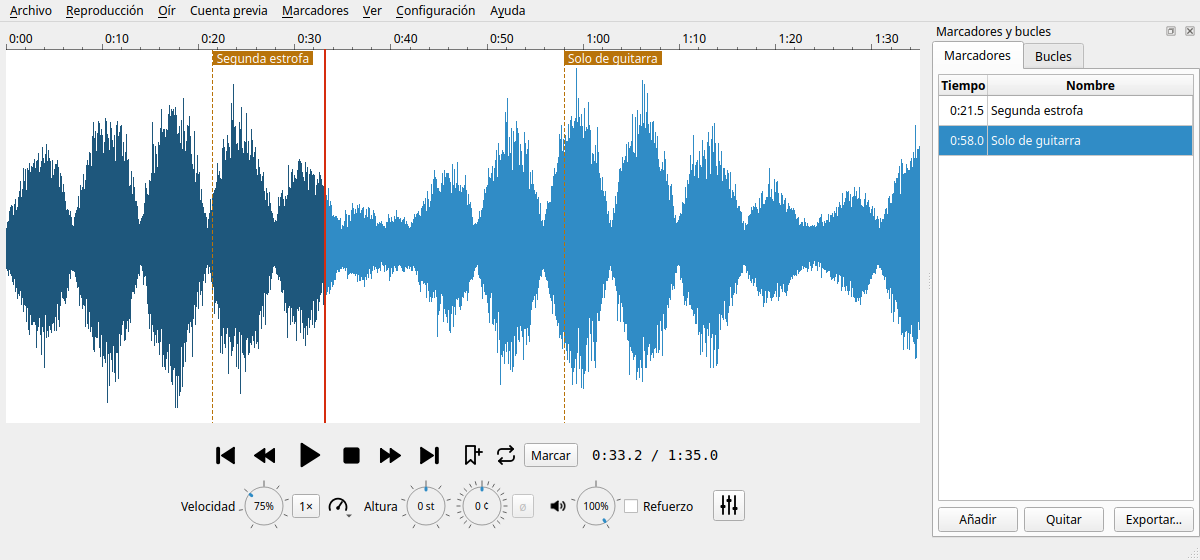 Archivo Reproducción Oír Cuenta previa Marcadores Ver Configuración Ayuda
0:00 0:10 0:20 0:30 0:40 0:50 1:00 1:10 1:20 1:30
Segunda estrofa Solo de guitarra
Marcadores y bucles
Marcadores Bucles
Tiempo Nombre
0:21.5 Segunda estrofa
0:58.0 Solo de guitarra
Marcar 0:33.2 / 1:35.0
Velocidad 75% 1× Altura 0 st 0 ¢ ø 100% Refuerzo
Añadir Quitar Exportar...